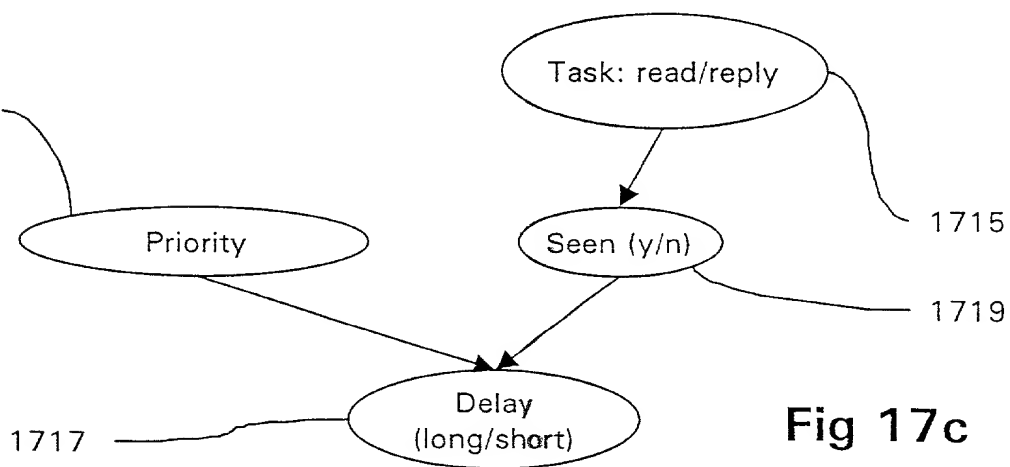 Task: read/reply
1715
Priority
Seen (y/n)
1719
Delay
(long/short)
1717
Fig 17c